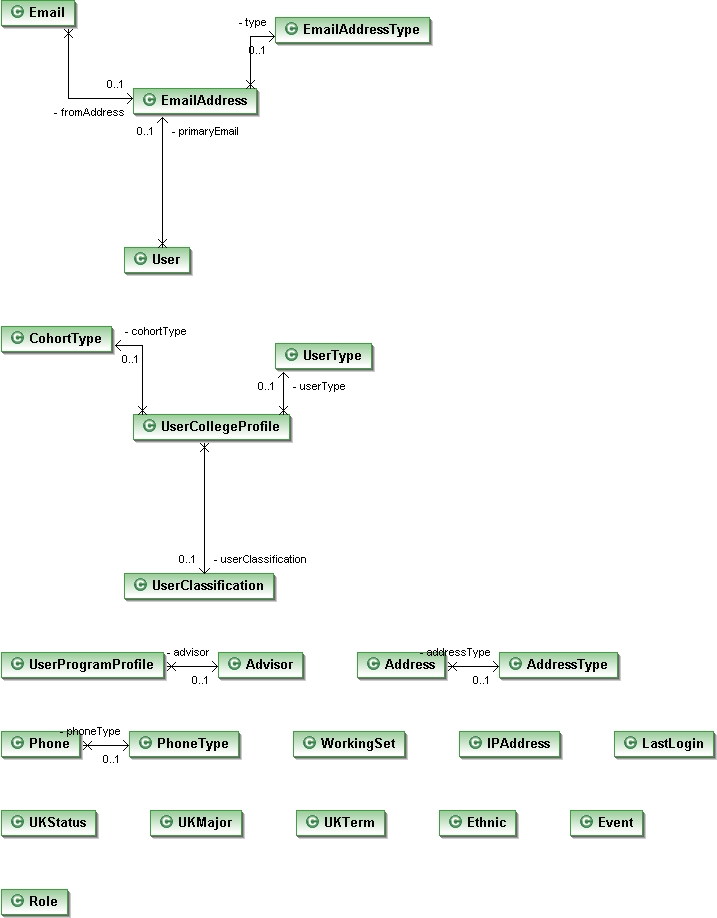 Email
- type
EmailAddressType
0..1
0..1
EmailAddress
- fromAddress
0..1
- primaryEmail
User
CohortType
- cohortType
0..1
UserType
0..1
- userType
UserCollegeProfile
0..1
- userClassification
UserClassification
UserProgramProfile
- advisor
0..1
Advisor
Address
- addressType
0..1
AddressType
Phone
- phoneType
0..1
PhoneType
WorkingSet
IPAddress
LastLogin
UKStatus
UKMajor
UKTerm
Ethnic
Event
Role